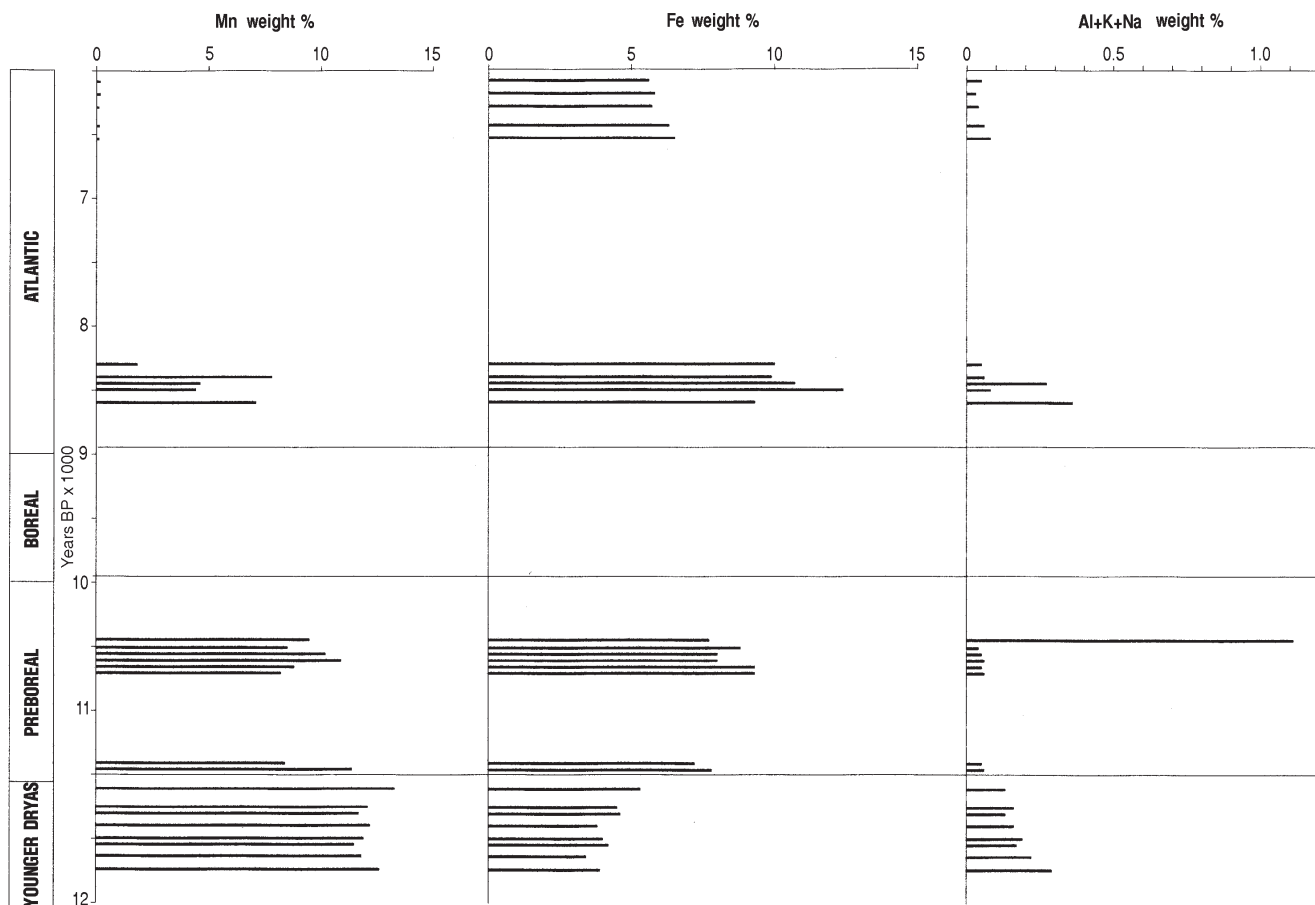 Mn weight %
Fe weight %
Al+K+Na weight %
0 5 10 15
0 5 10 15
0 0.5 1.0
ATLANTIC
BOREAL
PREBOREAL
YOUNGER DRYAS
Years BP x 1000
7
8
9
10
11
12